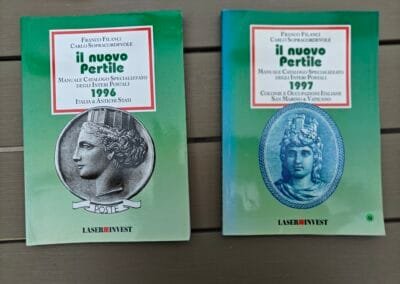 FRANCO FILANCI
CARLO SOPRACORDEVOLE
il nuovo
Pertile
MANUALE CATALOGO SPECIALIZZATO
DEGLI INTERI POSTALI
1996
ITALIA & ANTICHI STATI
POSTE
LASER INVEST
FRANCO FILANCI
CARLO SOPRACORDEVOLE
il nuovo
Pertile
MANUALE CATALOGO SPECIALIZZATO
DEGLI INTERI POSTALI
1997
COLONIE E OCCUPAZIONI ITALIANE
SAN MARINO & VATICANO
LASER INVEST